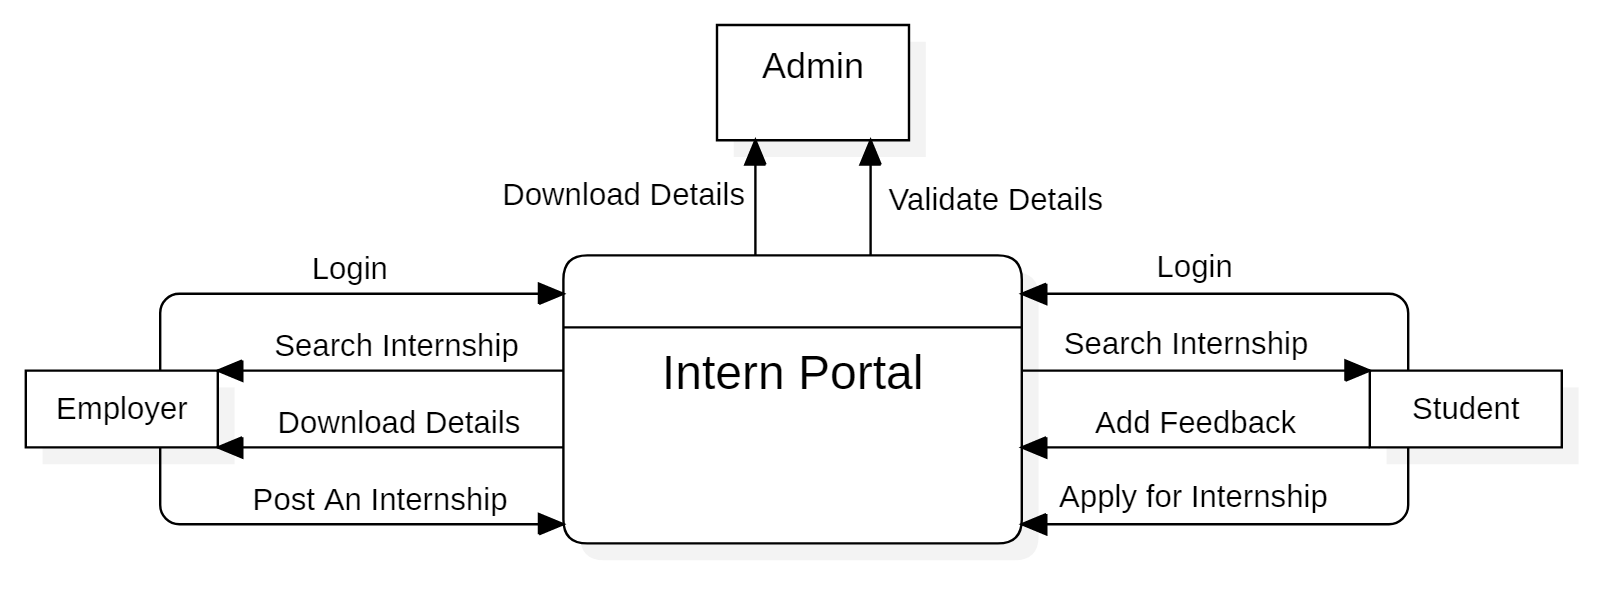 Admin
Download Details
Validate Details
Login
Login
Search Internship
Search Internship
Intern Portal
Employer
Student
Download Details
Add Feedback
Post An Internship
Apply for Internship